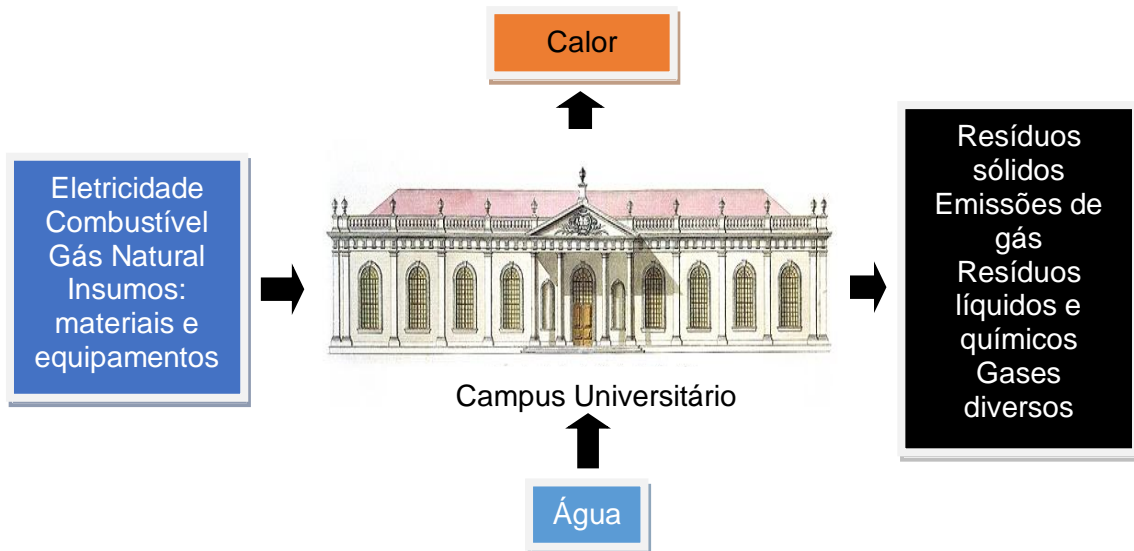 Calor
Eletricidade
Combustível
Gás Natural
Insumos:
materiais e
equipamentos
Resíduos
sólidos
Emissões de
gás
Resíduos
líquidos e
químicos
Gases
diversos
Campus Universitário
Água